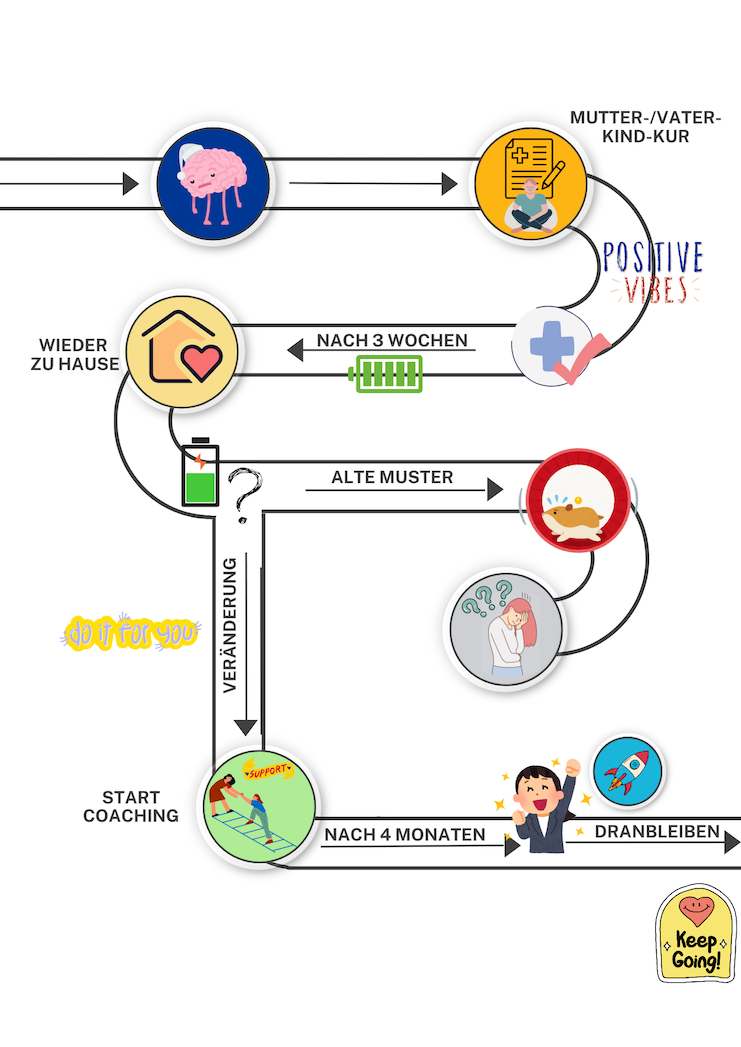 MUTTER-/VATER-
KIND-KUR
POSITIVE
VIBES
NACH 3 WOCHEN
WIEDER
ZU HAUSE
?
ALTE MUSTER
? ? ?
VERÄNDERUNG
do it for you
SUPPORT
START
COACHING
NACH 4 MONATEN
DRANBLEIBEN
Keep
Going!